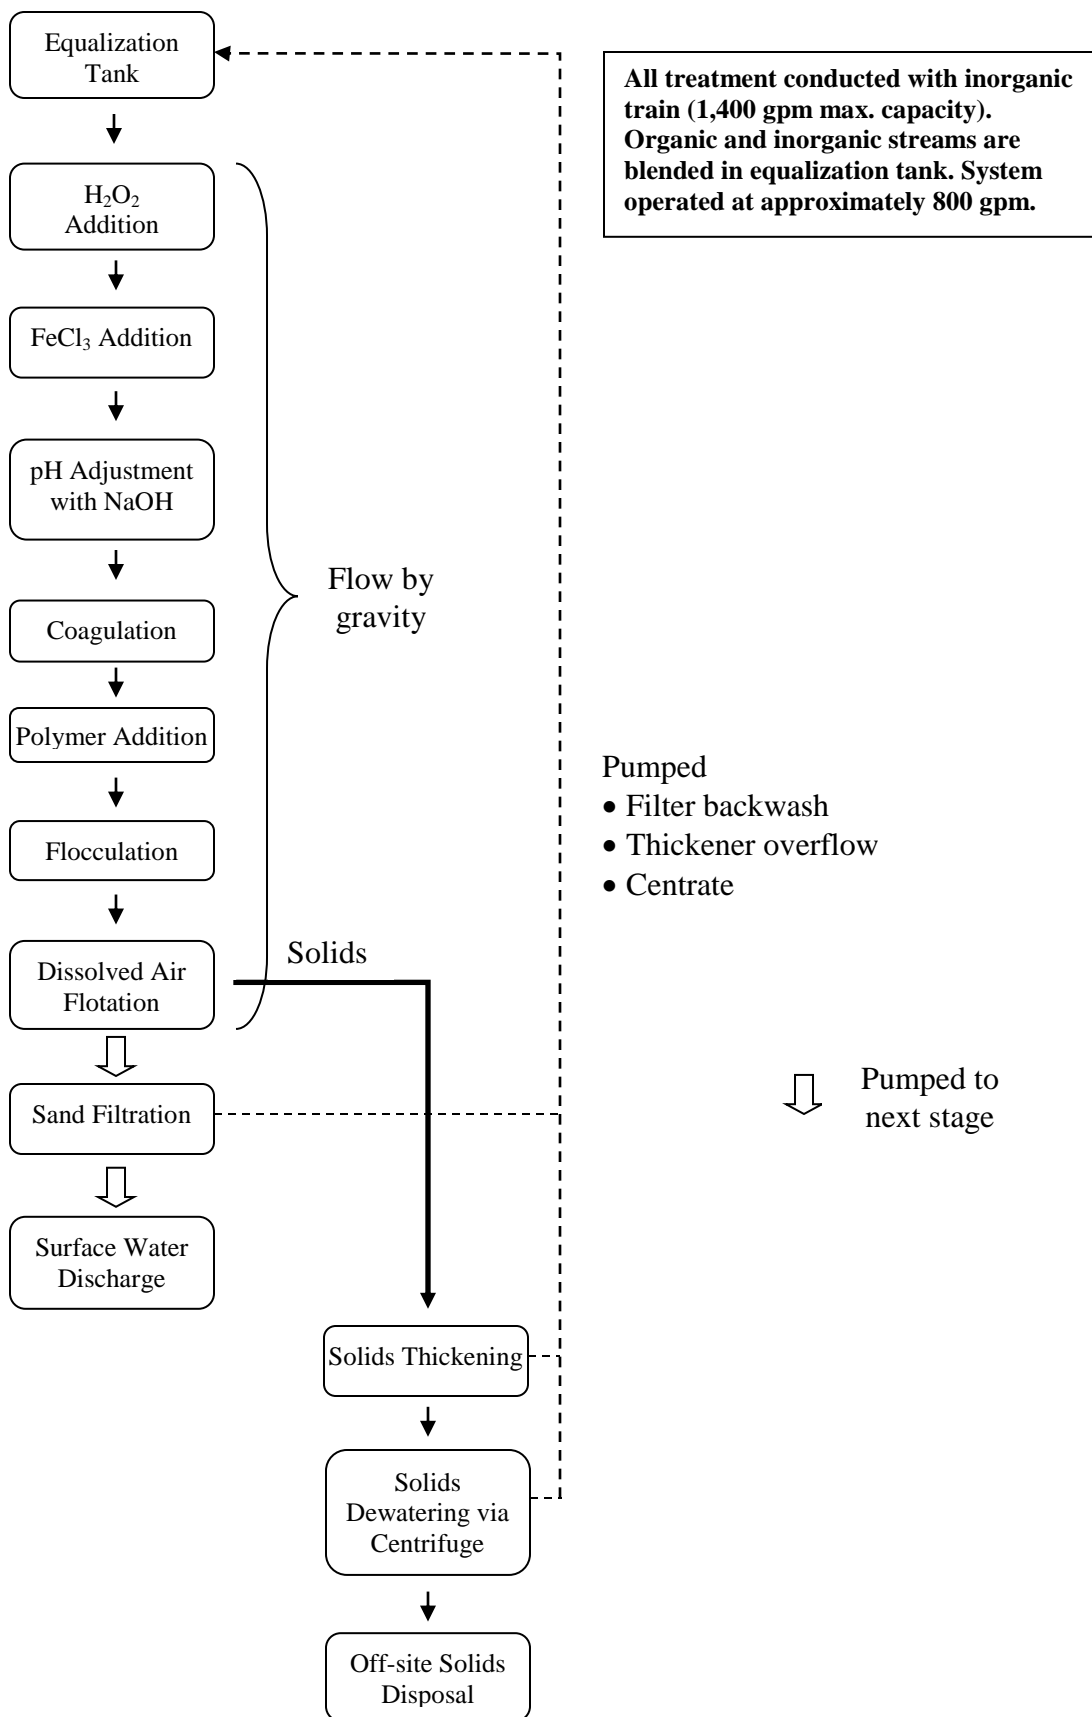 Equalization
Tank
All treatment conducted with inorganic
train (1,400 gpm max. capacity).
Organic and inorganic streams are
blended in equalization tank. System
operated at approximately 800 gpm.
H₂O₂
Addition
FeCl₃ Addition
pH Adjustment
with NaOH
Flow by
gravity
Coagulation
Polymer Addition
Pumped
• Filter backwash
• Thickener overflow
• Centrate
Flocculation
Solids
Dissolved Air
Flotation
Pumped to
next stage
Sand Filtration
Surface Water
Discharge
Solids Thickening
Solids
Dewatering via
Centrifuge
Off-site Solids
Disposal